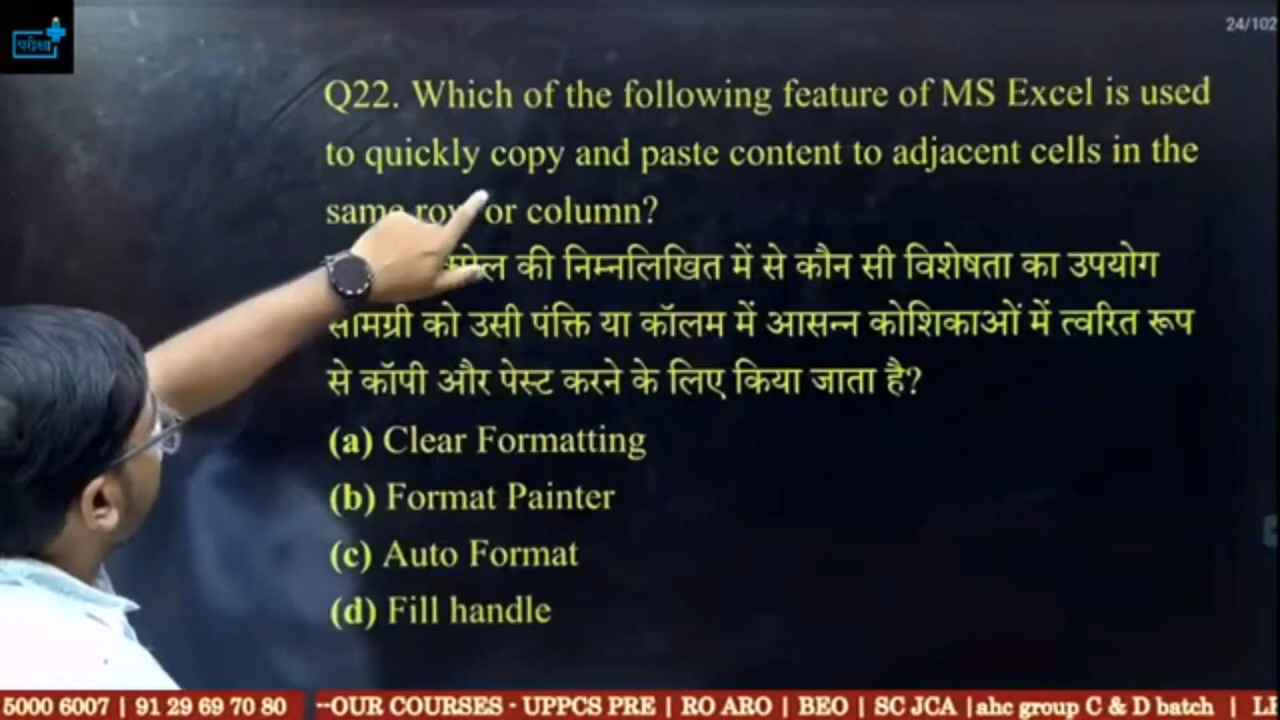 परीक्षा
24/102
Q22. Which of the following feature of MS Excel is used
to quickly copy and paste content to adjacent cells in the
same row or column?
की निम्नलिखित में से कौन सी विशेषता का उपयोग
सामग्री को उसी पंक्ति या कॉलम में आसन्न कोशिकाओं में त्वरित रूप
से कॉपी और पेस्ट करने के लिए किया जाता है?
(a) Clear Formatting
(b) Format Painter
(c) Auto Format
(d) Fill handle
5000 6007 | 91 29 69 70 80 --OUR COURSES - UPPCS PRE | RO ARO | BEO | SC JCA |ahc group C & D batch |